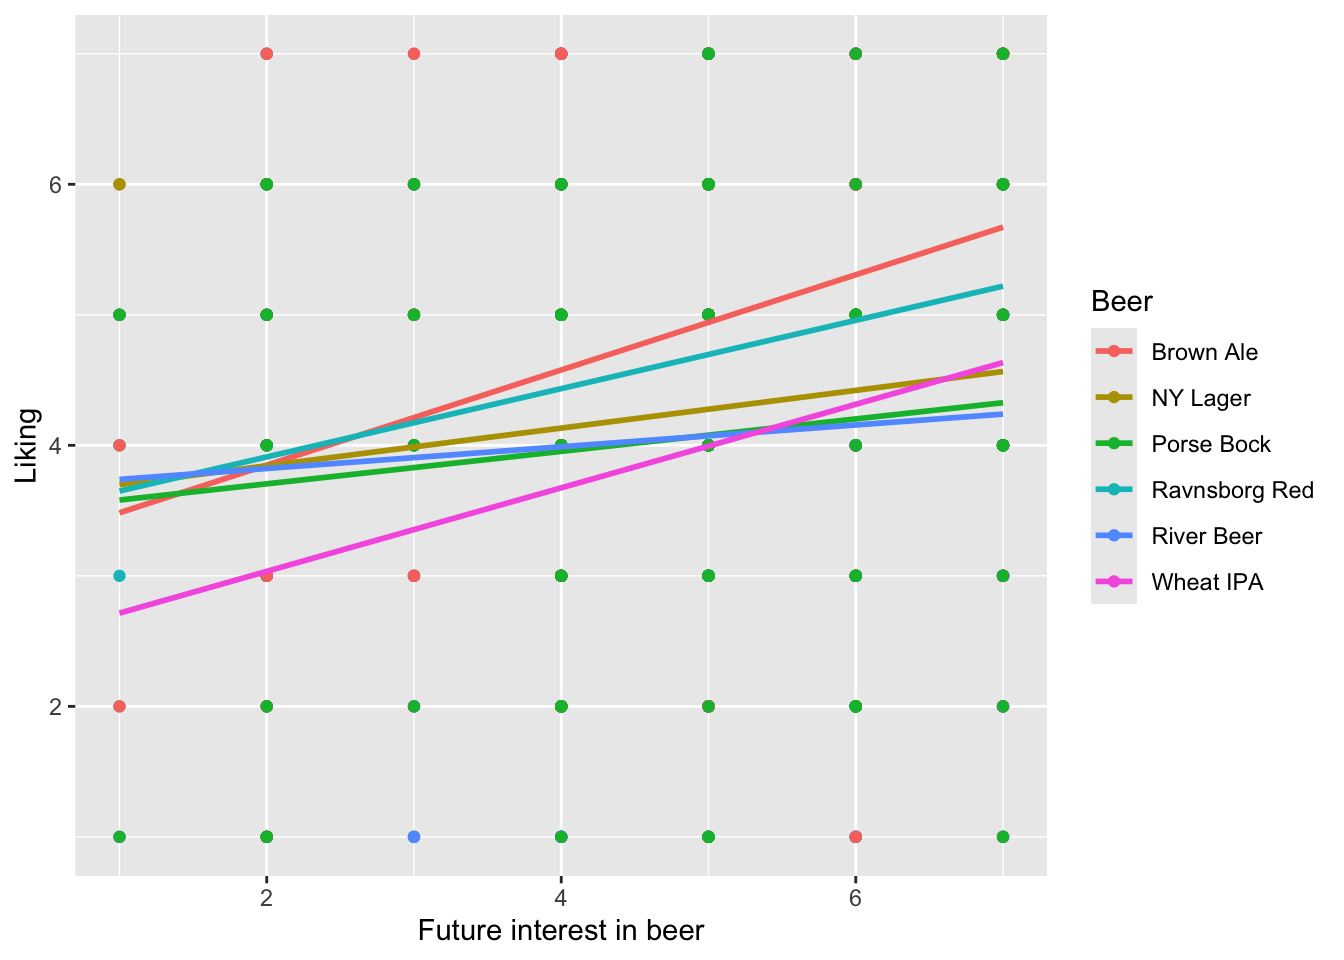 Liking
6
4
2
2
4
6
Future interest in beer
Beer
Brown Ale
NY Lager
Porse Bock
Ravnsborg Red
River Beer
Wheat IPA